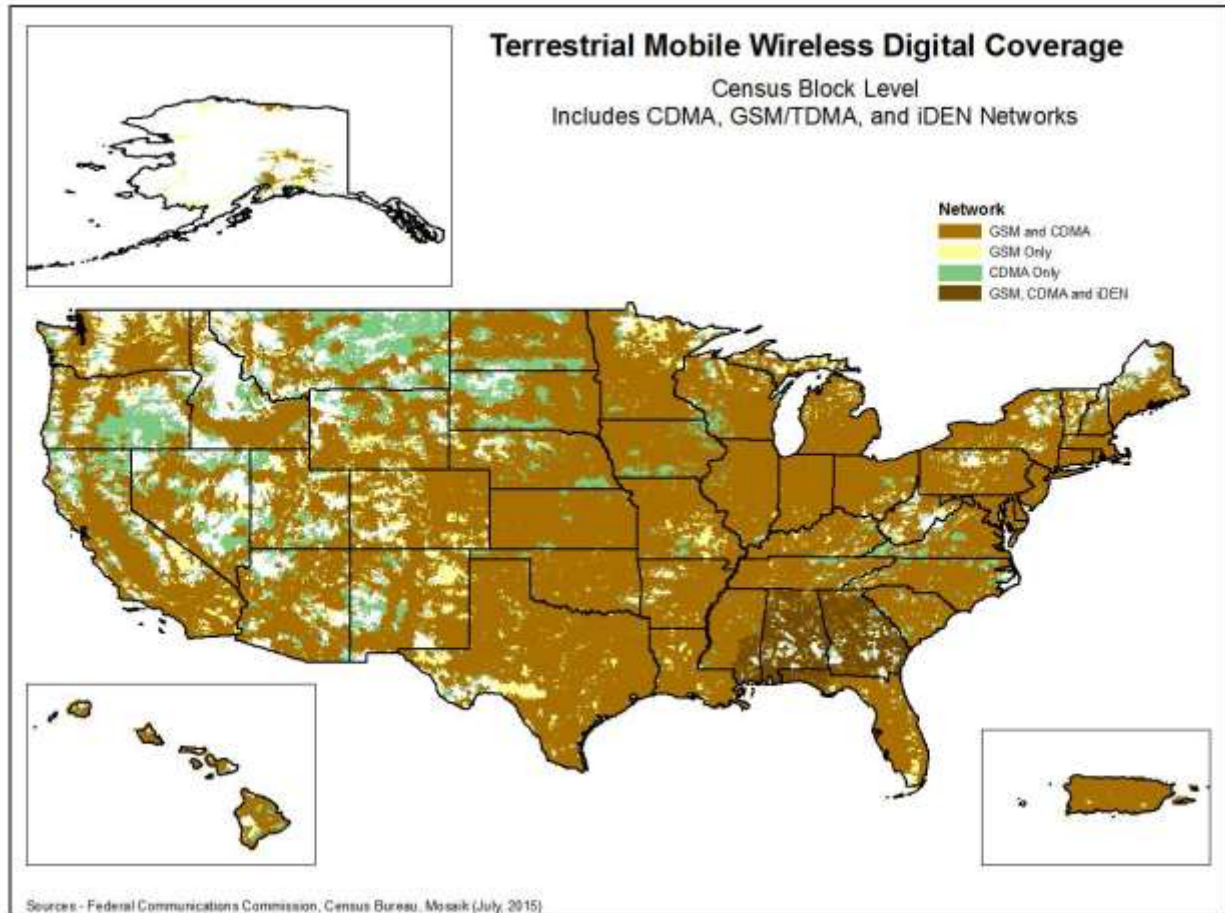 Terrestrial Mobile Wireless Digital Coverage
Census Block Level
Includes CDMA, GSM/TDMA, and iDEN Networks
Network
GSM and CDMA
GSM Only
CDMA Only
GSM, CDMA and iDEN
Sources - Federal Communications Commission, Census Bureau, Mosaik (July, 2015)